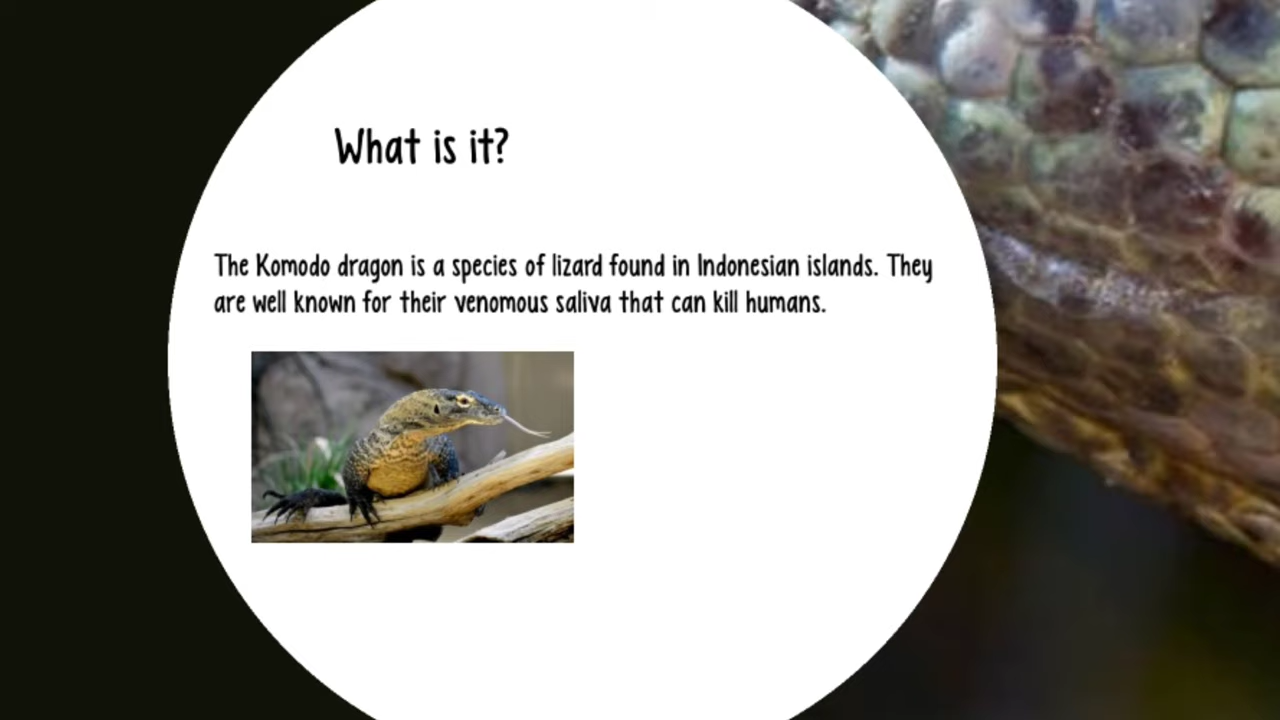 What is it?
The Komodo dragon is a species of lizard found in Indonesian islands. They
are well known for their venomous saliva that can kill humans.